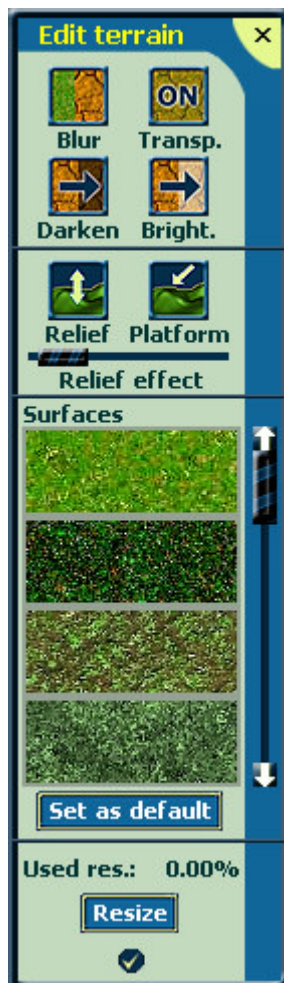 Edit terrain
ON
Blur Transp.
Darken Bright.
Relief Platform
Relief effect
Surfaces
Set as default
Used res.: 0.00%
Resize